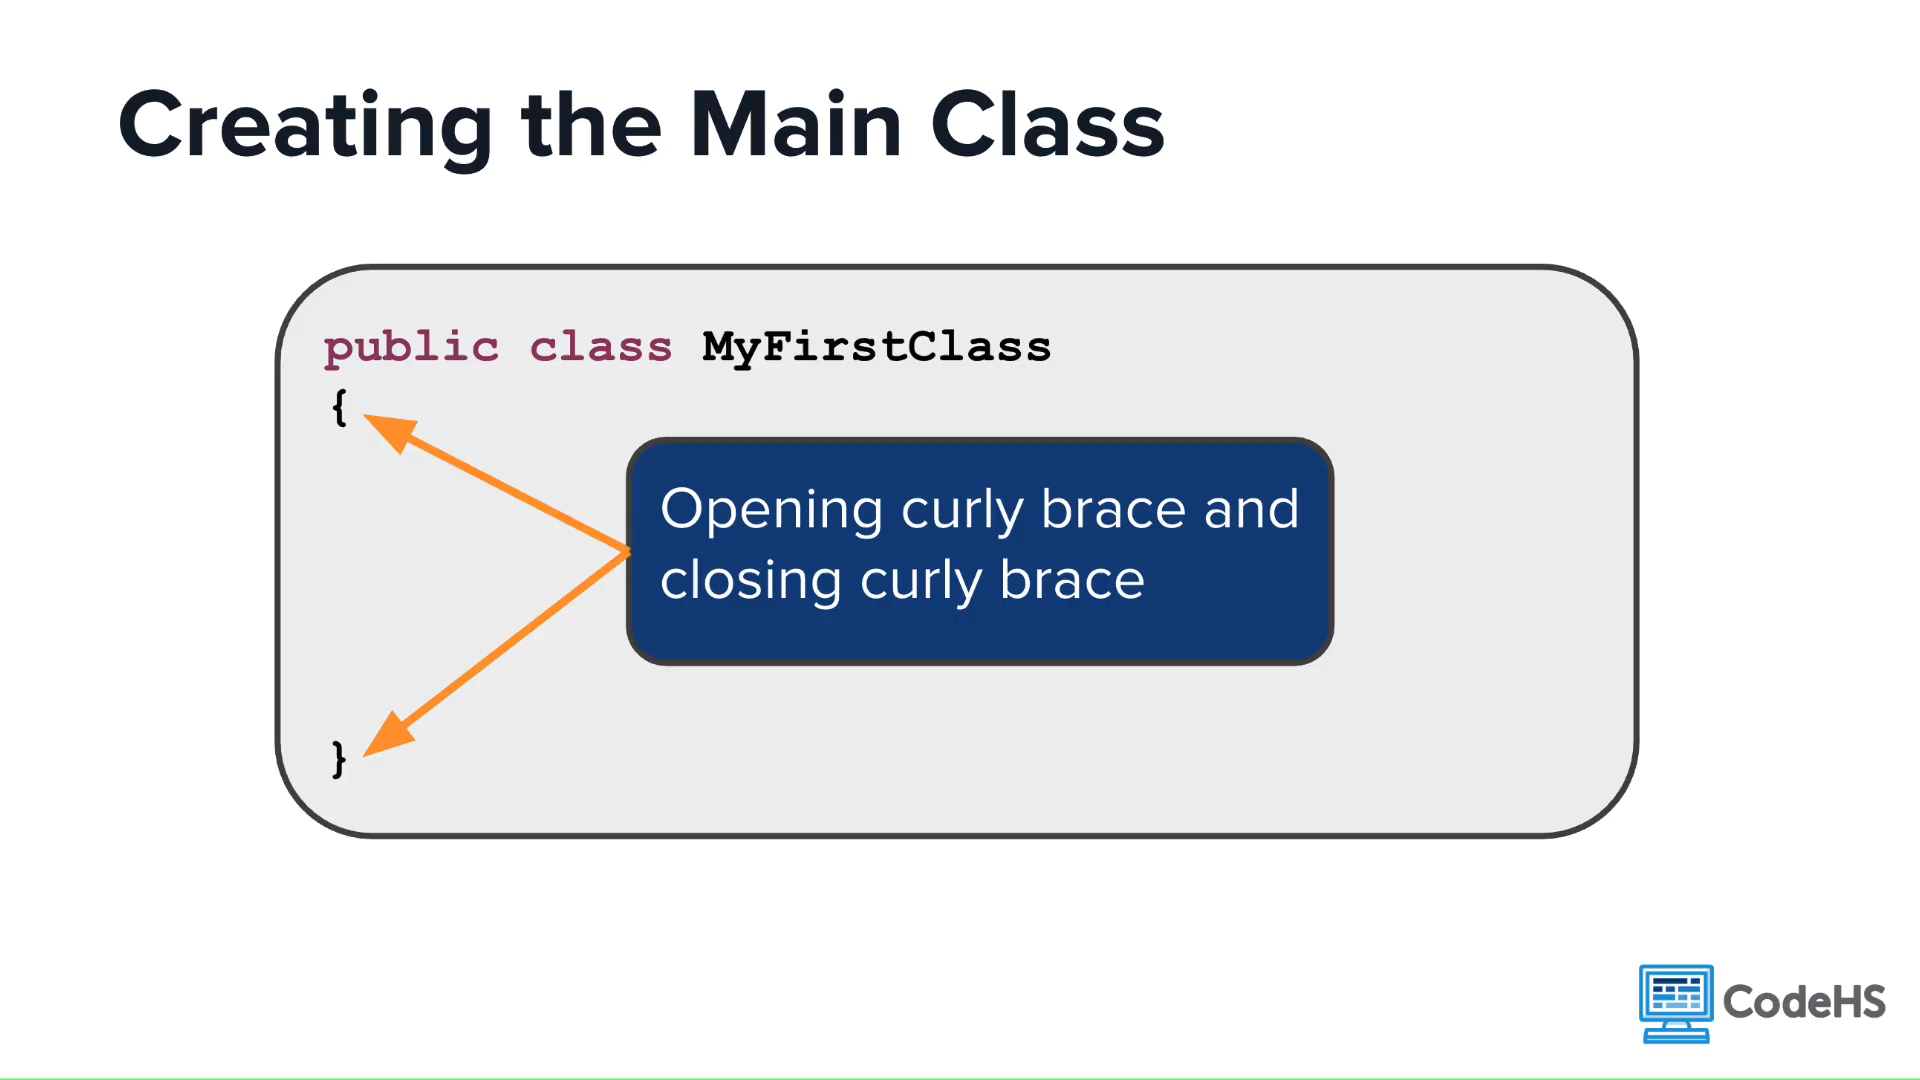 Creating the Main Class
public class MyFirstClass
{
Opening curly brace and
closing curly brace
}
CodeHS